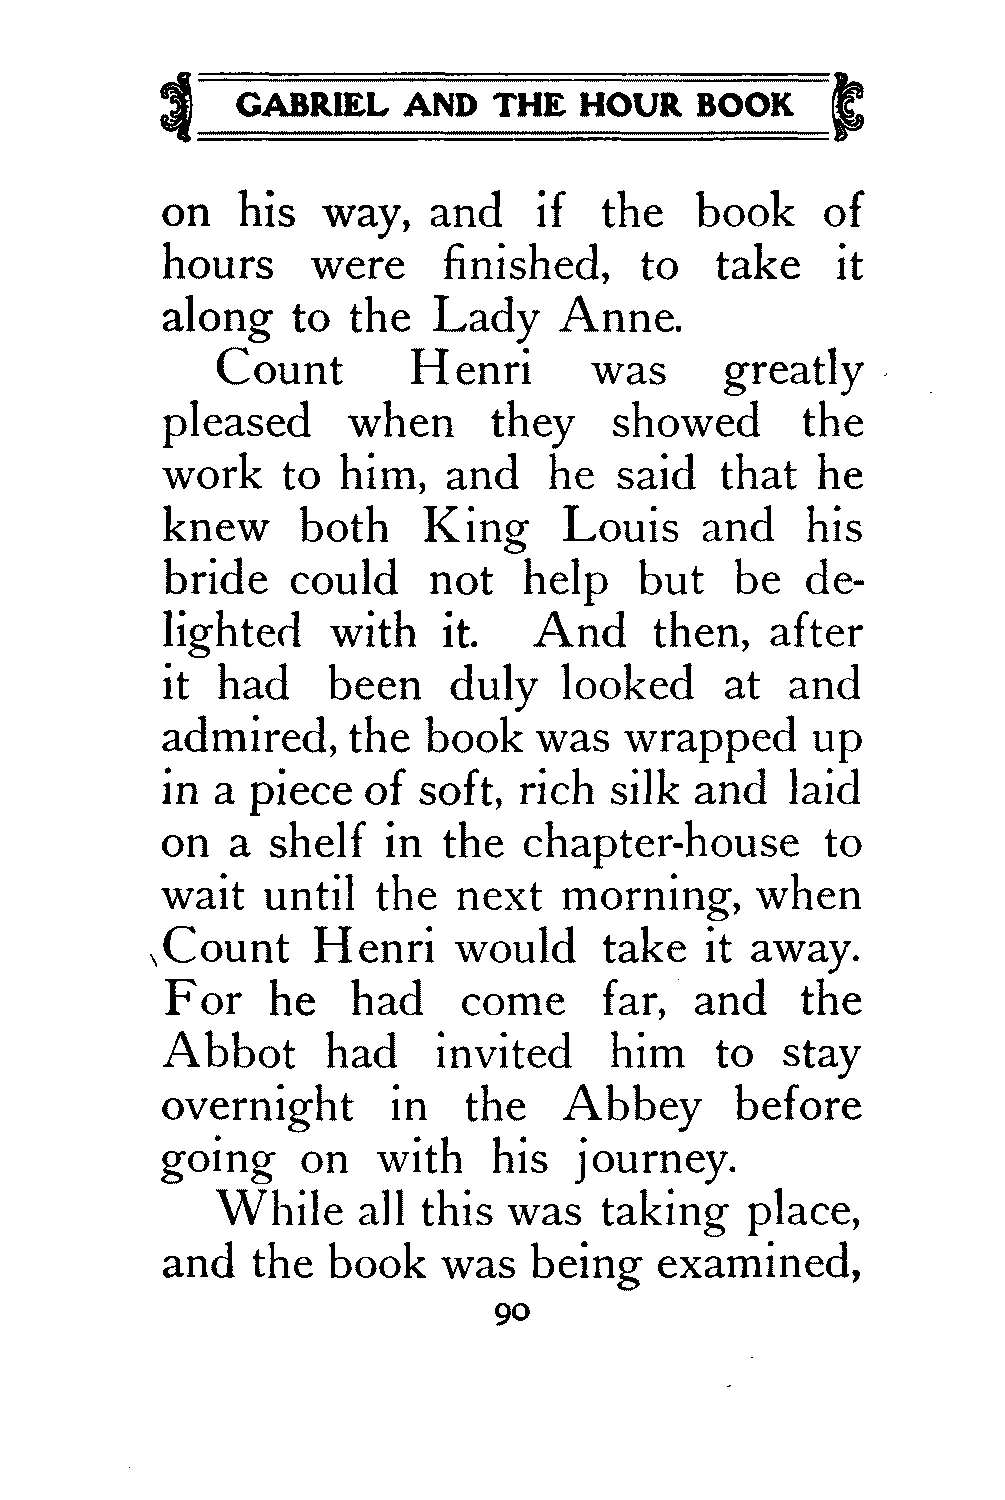 GABRIEL AND THE HOUR BOOK
on his way, and if the book of
hours were finished, to take it
along to the Lady Anne.
Count Henri was greatly
pleased when they showed the
work to him, and he said that he
knew both King Louis and his
bride could not help but be de-
lighted with it. And then, after
it had been duly looked at and
admired, the book was wrapped up
in a piece of soft, rich silk and laid
on a shelf in the chapter-house to
wait until the next morning, when
Count Henri would take it away.
For he had come far, and the
Abbot had invited him to stay
overnight in the Abbey before
going on with his journey.
While all this was taking place,
and the book was being examined,
90